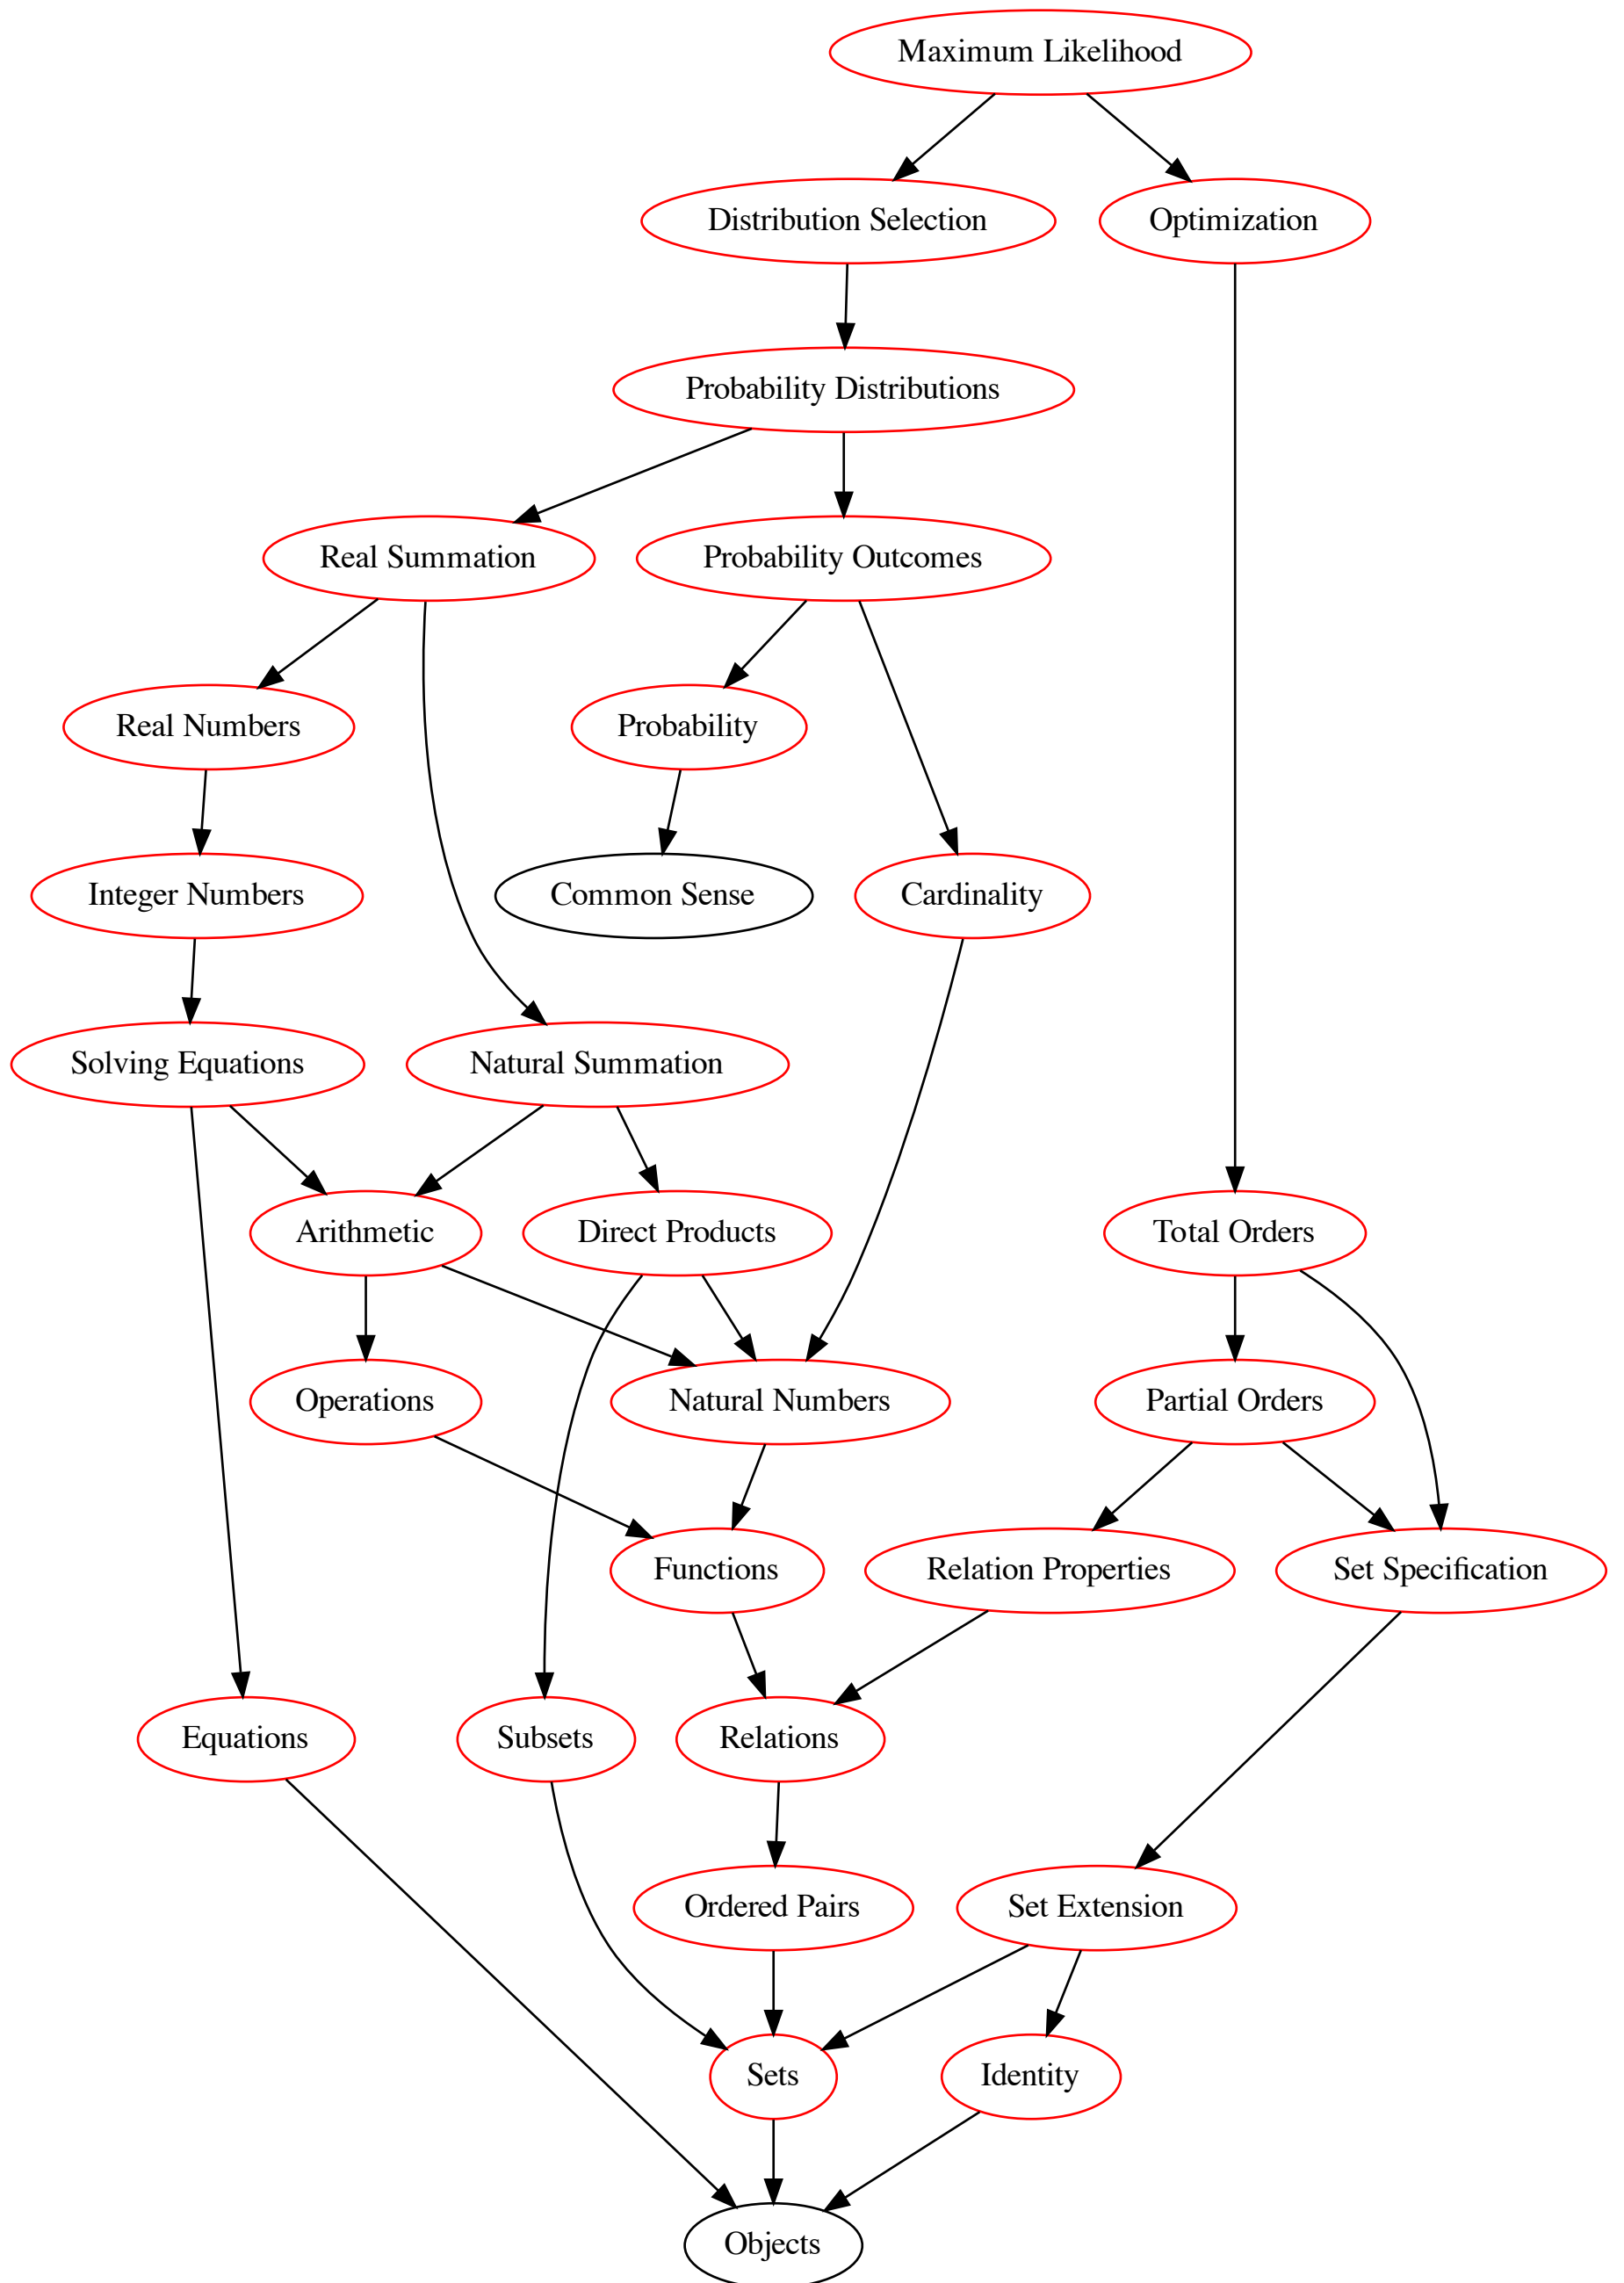 Maximum Likelihood
Distribution Selection
Optimization
Probability Distributions
Real Summation
Probability Outcomes
Real Numbers
Probability
Integer Numbers
Common Sense
Cardinality
Solving Equations
Natural Summation
Arithmetic
Direct Products
Total Orders
Operations
Natural Numbers
Partial Orders
Functions
Relation Properties
Set Specification
Equations
Subsets
Relations
Ordered Pairs
Set Extension
Sets
Identity
Objects